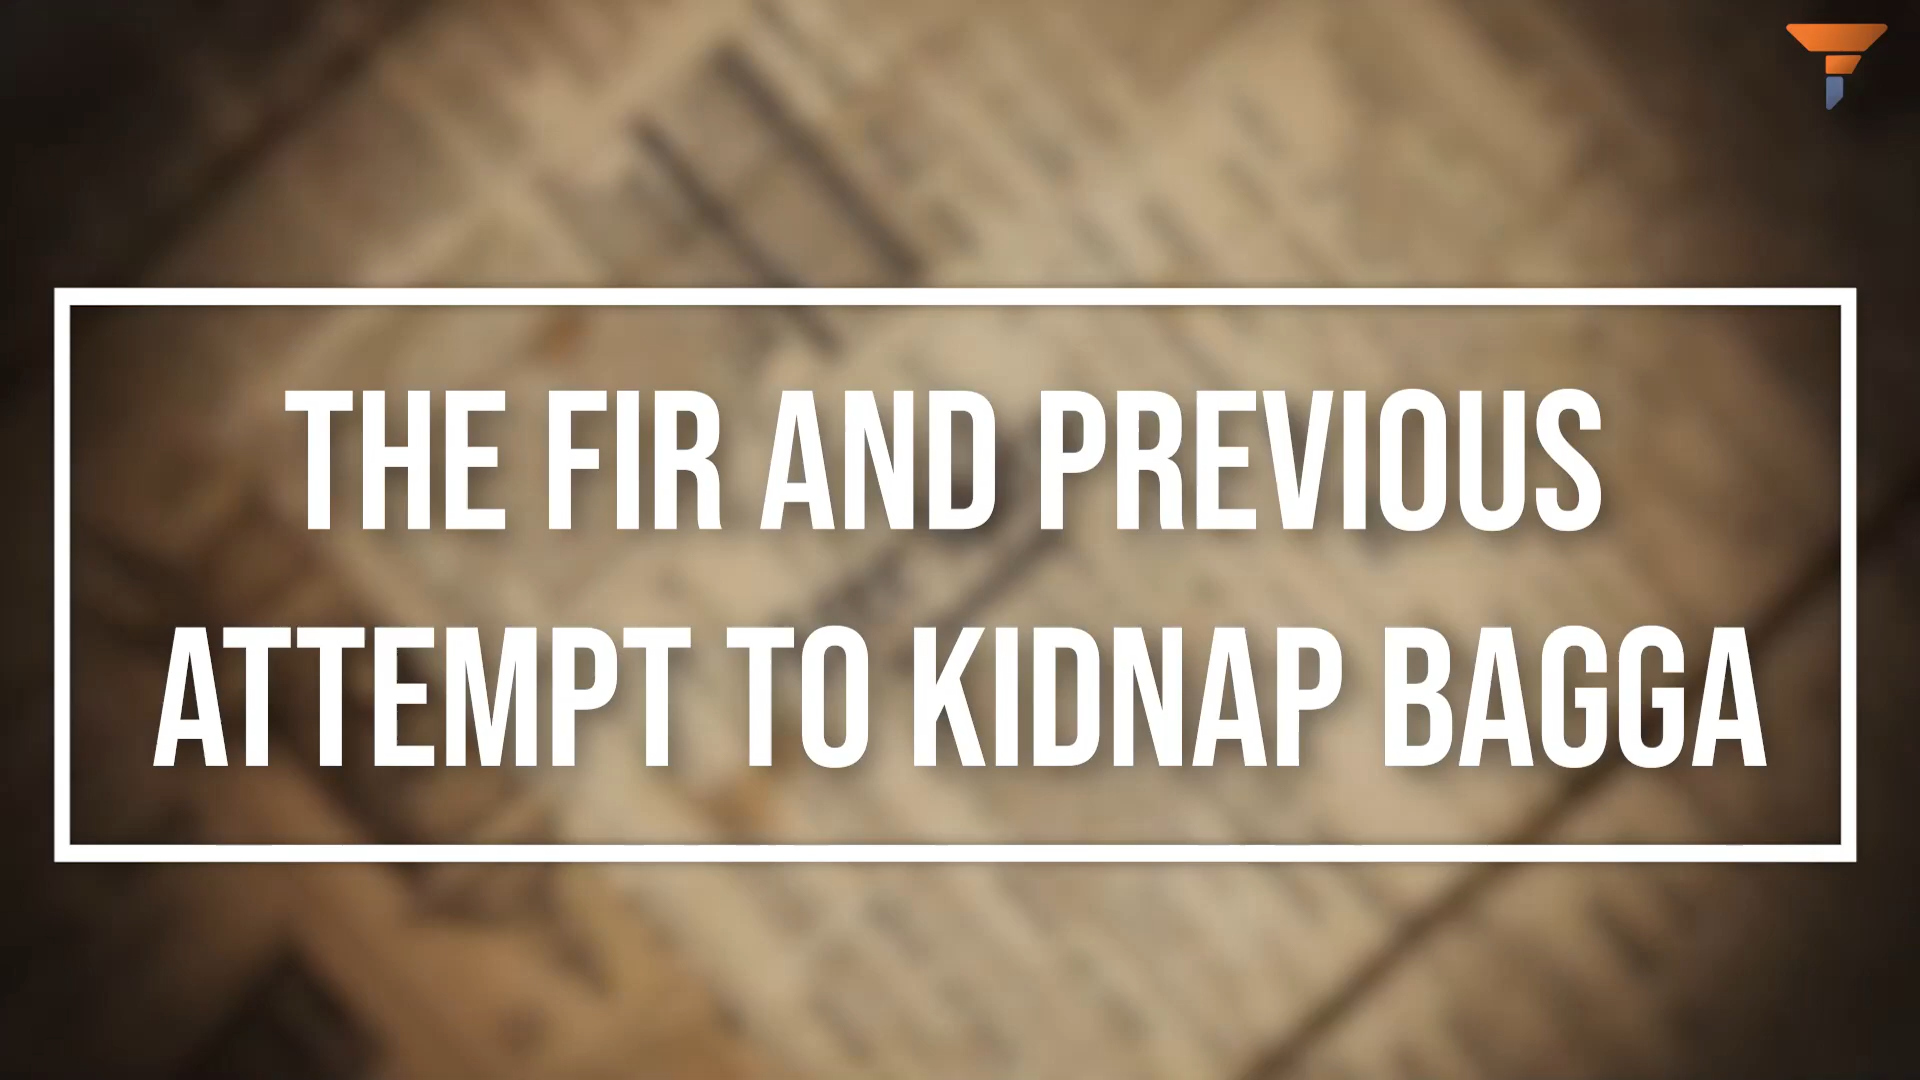 THE FIR AND PREVIOUS
ATTEMPT TO KIDNAP BAGGA